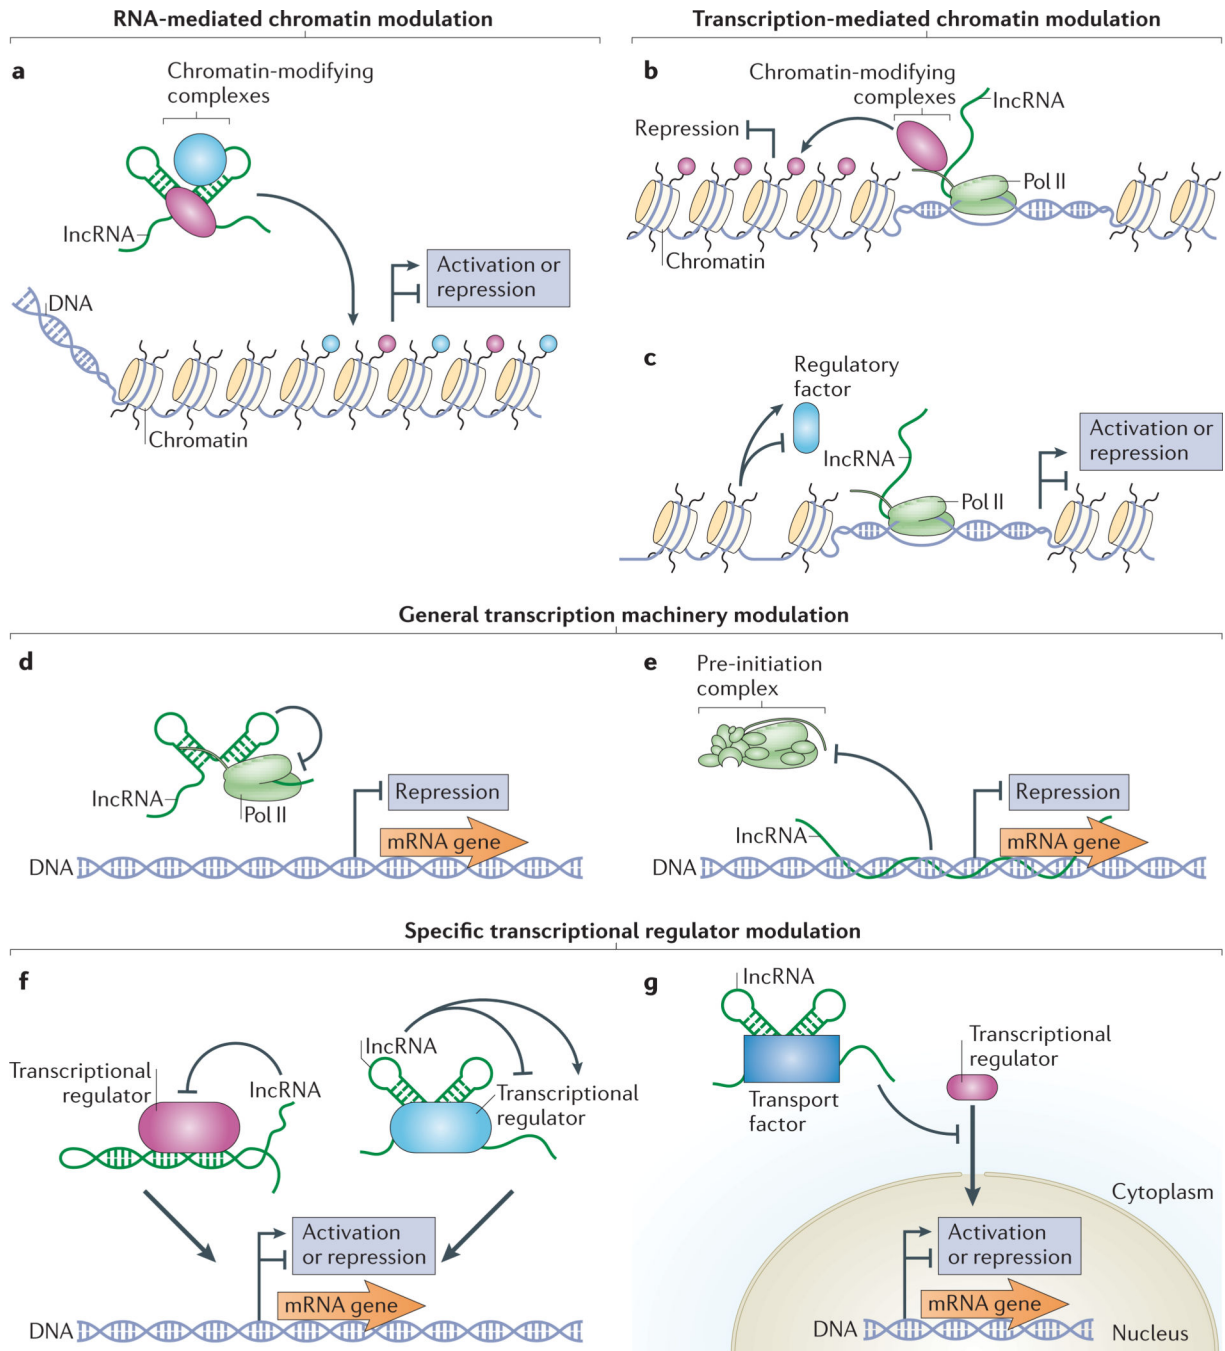 RNA-mediated chromatin modulation
Transcription-mediated chromatin modulation
a
Chromatin-modifying
complexes
lncRNA
DNA
Activation or
repression
Chromatin
b
Chromatin-modifying
complexes
lncRNA
Repression
Pol II
Chromatin
c
Regulatory
factor
lncRNA
Pol II
Activation or
repression
General transcription machinery modulation
d
lncRNA
Pol II
Repression
mRNA gene
DNA
e
Pre-initiation
complex
lncRNA
Repression
mRNA gene
DNA
Specific transcriptional regulator modulation
f
Transcriptional
regulator
lncRNA
lncRNA
Transcriptional
regulator
Activation
or repression
mRNA gene
DNA
g
lncRNA
Transport
factor
Transcriptional
regulator
Cytoplasm
Activation
or repression
mRNA gene
DNA
Nucleus